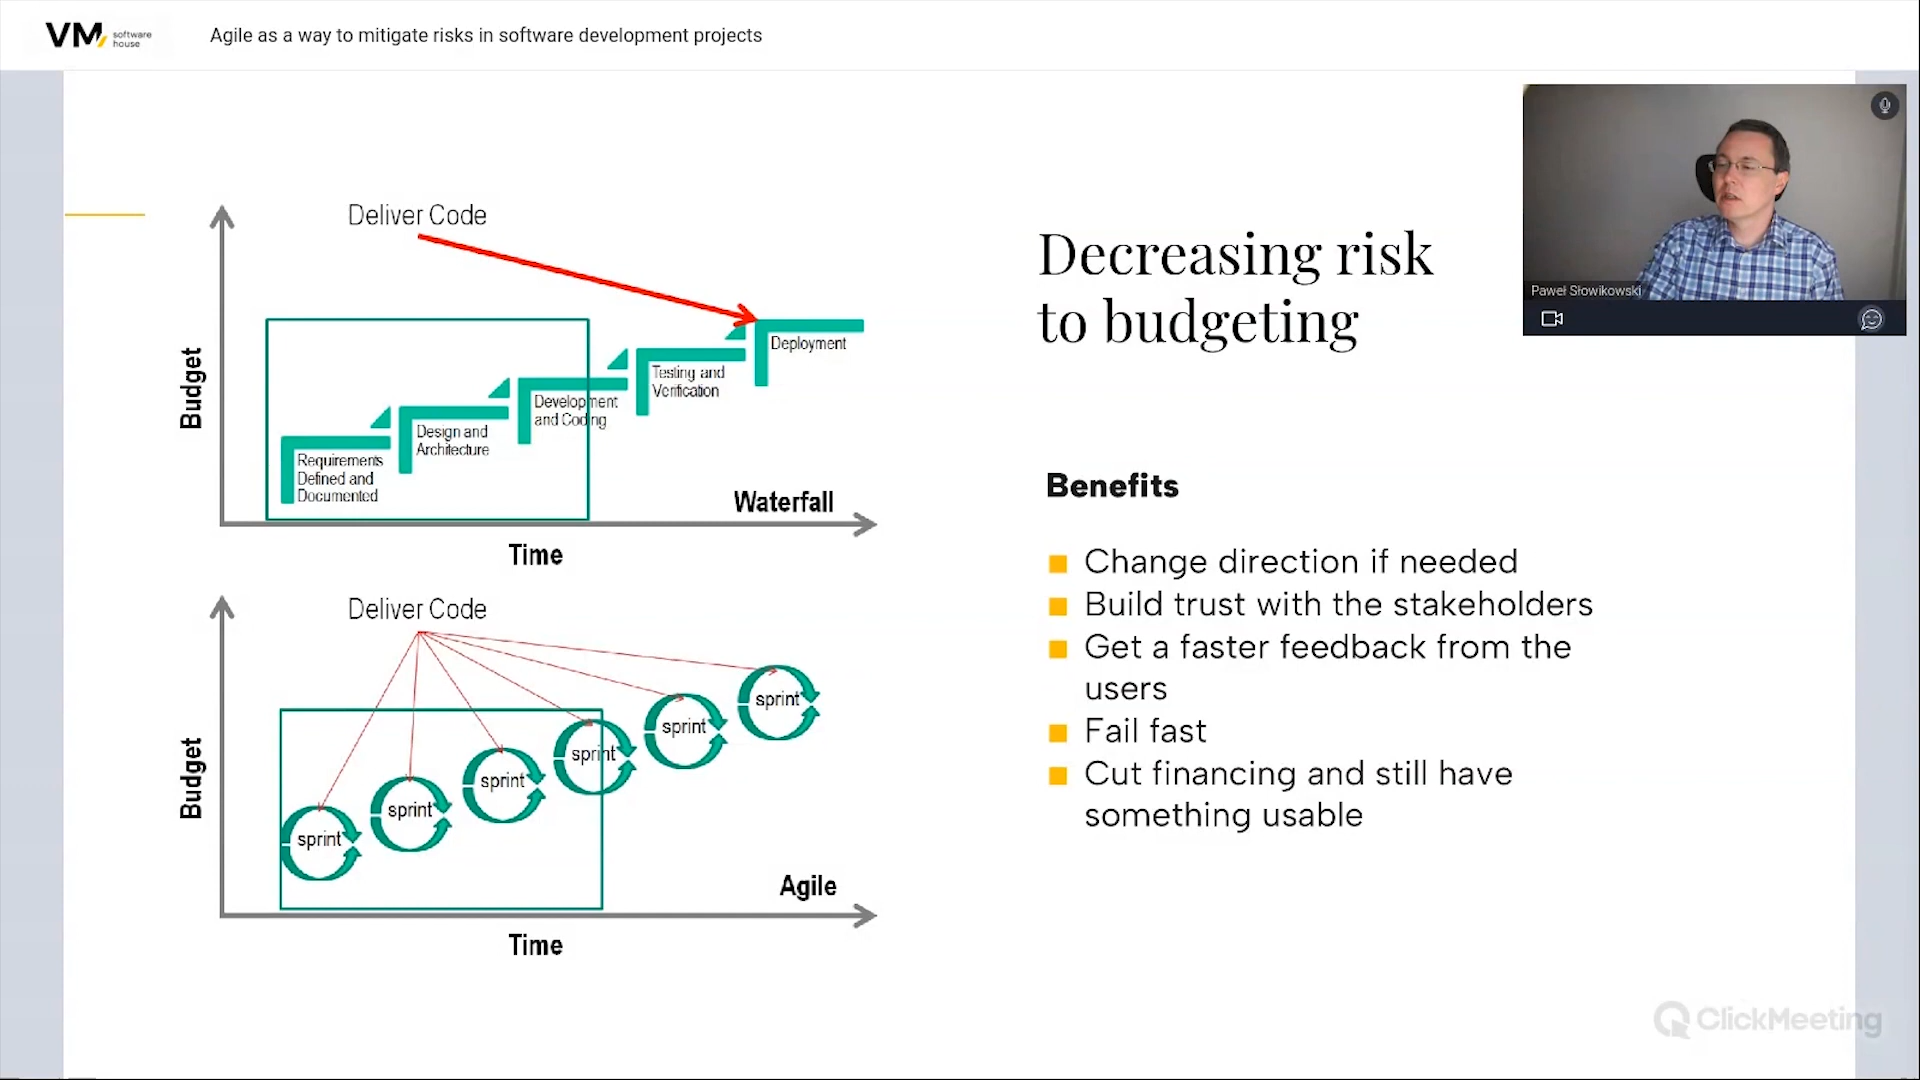 VM software house
Agile as a way to mitigate risks in software development projects
Paweł Słowikowski
Deliver Code
Budget
Requirements
Defined and
Documented
Design and
Architecture
Development
and Coding
Testing and
Verification
Deployment
Waterfall
Time
Deliver Code
Budget
sprint
sprint
sprint
sprint
sprint
sprint
Agile
Time
Decreasing risk
to budgeting
Benefits
Change direction if needed
Build trust with the stakeholders
Get a faster feedback from the
users
Fail fast
Cut financing and still have
something usable
ClickMeeting